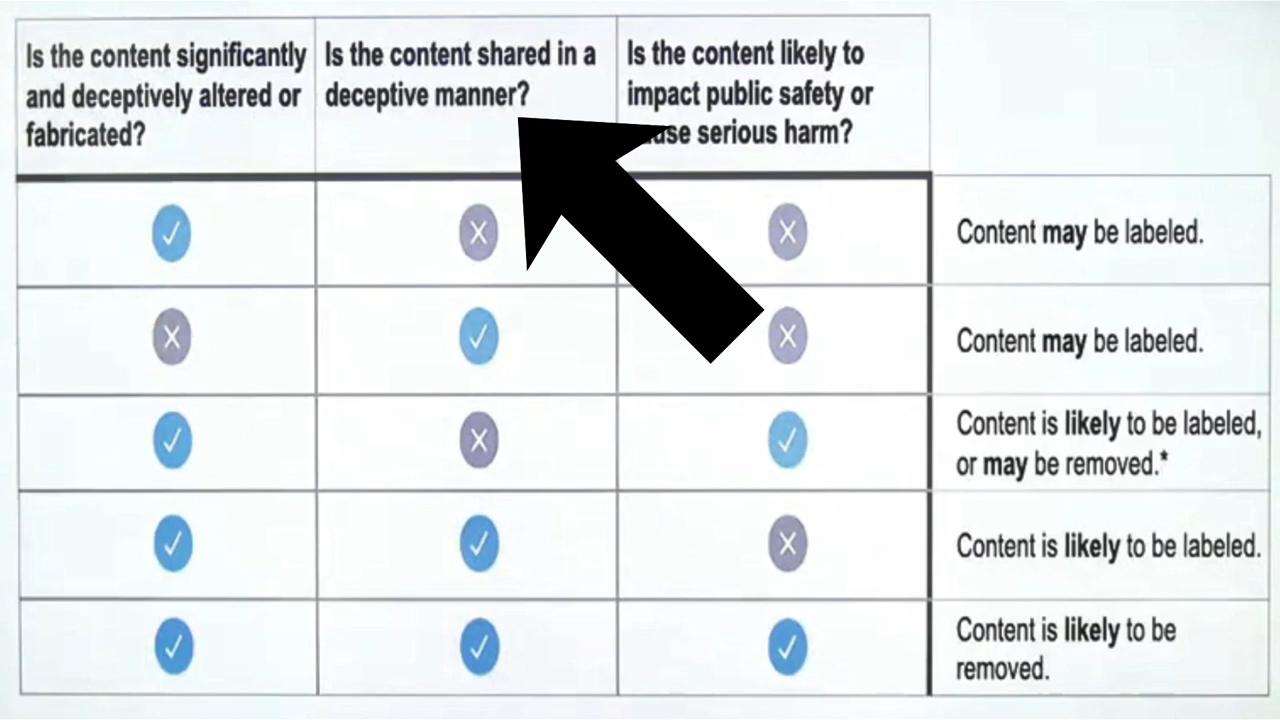 Is the content significantly
and deceptively altered or
fabricated?
Is the content shared in a
deceptive manner?
Is the content likely to
impact public safety or
serious harm?
Content may be labeled.
Content may be labeled.
Content is likely to be labeled,
or may be removed.*
Content is likely to be labeled.
Content is likely to be
removed.